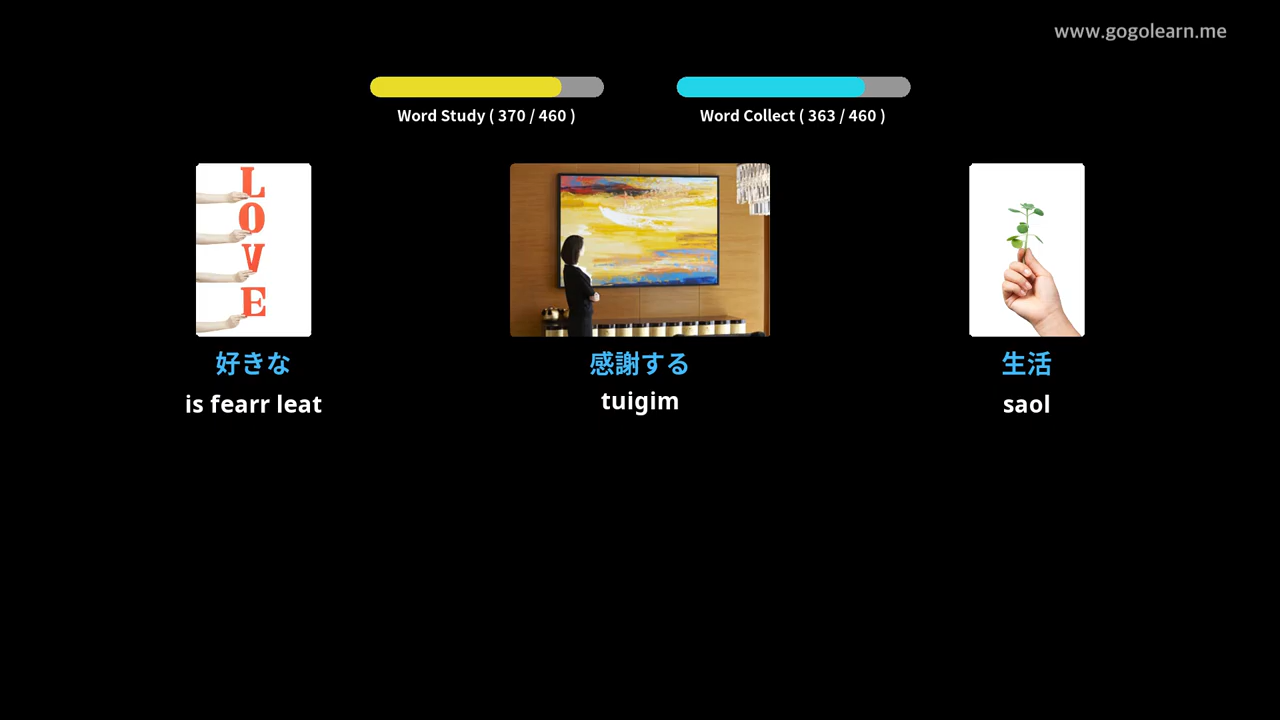 www.gogolearn.me
Word Study ( 370 / 460 )
Word Collect ( 363 / 460 )
LOVE
好きな
感謝する
生活
is fearr leat
tuigim
saol